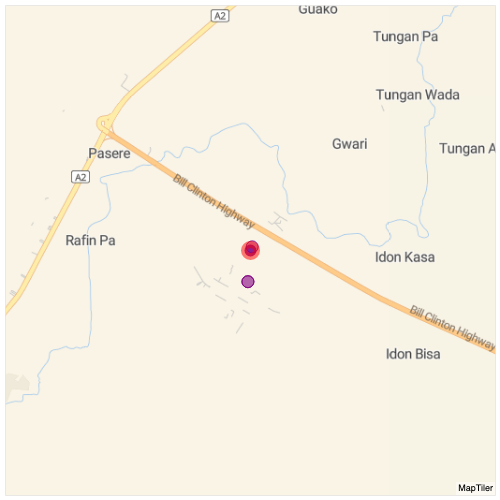 Guako
A2
Tungan Pa
Tungan Wada
Gwari
Tungan A
Pasere
A2
Bill Clinton Highway
Rafin Pa
Idon Kasa
Bill Clinton Highway
Idon Bisa
MapTiler